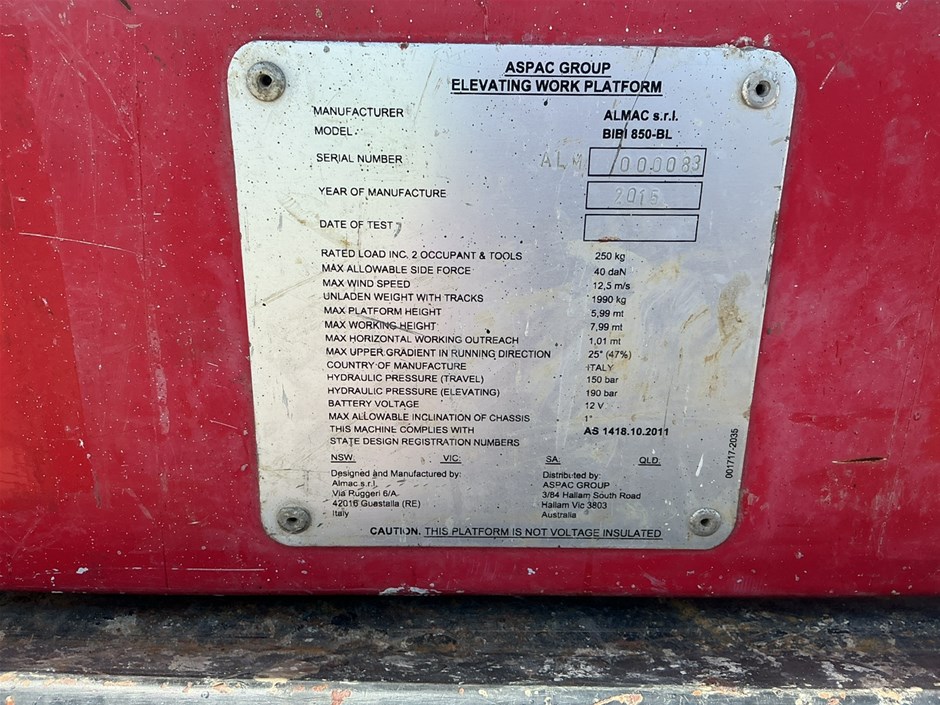 ASPAC GROUP
ELEVATING WORK PLATFORM
MANUFACTURER ALMAC s.r.l.
MODEL BIBI 850-BL
SERIAL NUMBER ALM 0000083
YEAR OF MANUFACTURE 2015
DATE OF TEST
RATED LOAD INC. 2 OCCUPANT & TOOLS 250 kg
MAX ALLOWABLE SIDE FORCE 40 daN
MAX WIND SPEED 12,5 m/s
UNLADEN WEIGHT WITH TRACKS 1990 kg
MAX PLATFORM HEIGHT 5,99 mt
MAX WORKING HEIGHT 7,99 mt
MAX HORIZONTAL WORKING OUTREACH 1,01 mt
MAX UPPER GRADIENT IN RUNNING DIRECTION 25° (47%)
COUNTRY OF MANUFACTURE ITALY
HYDRAULIC PRESSURE (TRAVEL) 150 bar
HYDRAULIC PRESSURE (ELEVATING) 190 bar
BATTERY VOLTAGE 12 V
MAX ALLOWABLE INCLINATION OF CHASSIS 1°
THIS MACHINE COMPLIES WITH AS 1418.10.2011
STATE DESIGN REGISTRATION NUMBERS
NSW: VIC: SA: QLD:
Designed and Manufactured by:
Almac s.r.l.
Via Ruggeri 6/A
42016 Guastalla (RE)
Italy
Distributed by:
ASPAC GROUP
3/84 Hallam South Road
Hallam Vic 3803
Australia
001717-2035
CAUTION. THIS PLATFORM IS NOT VOLTAGE INSULATED